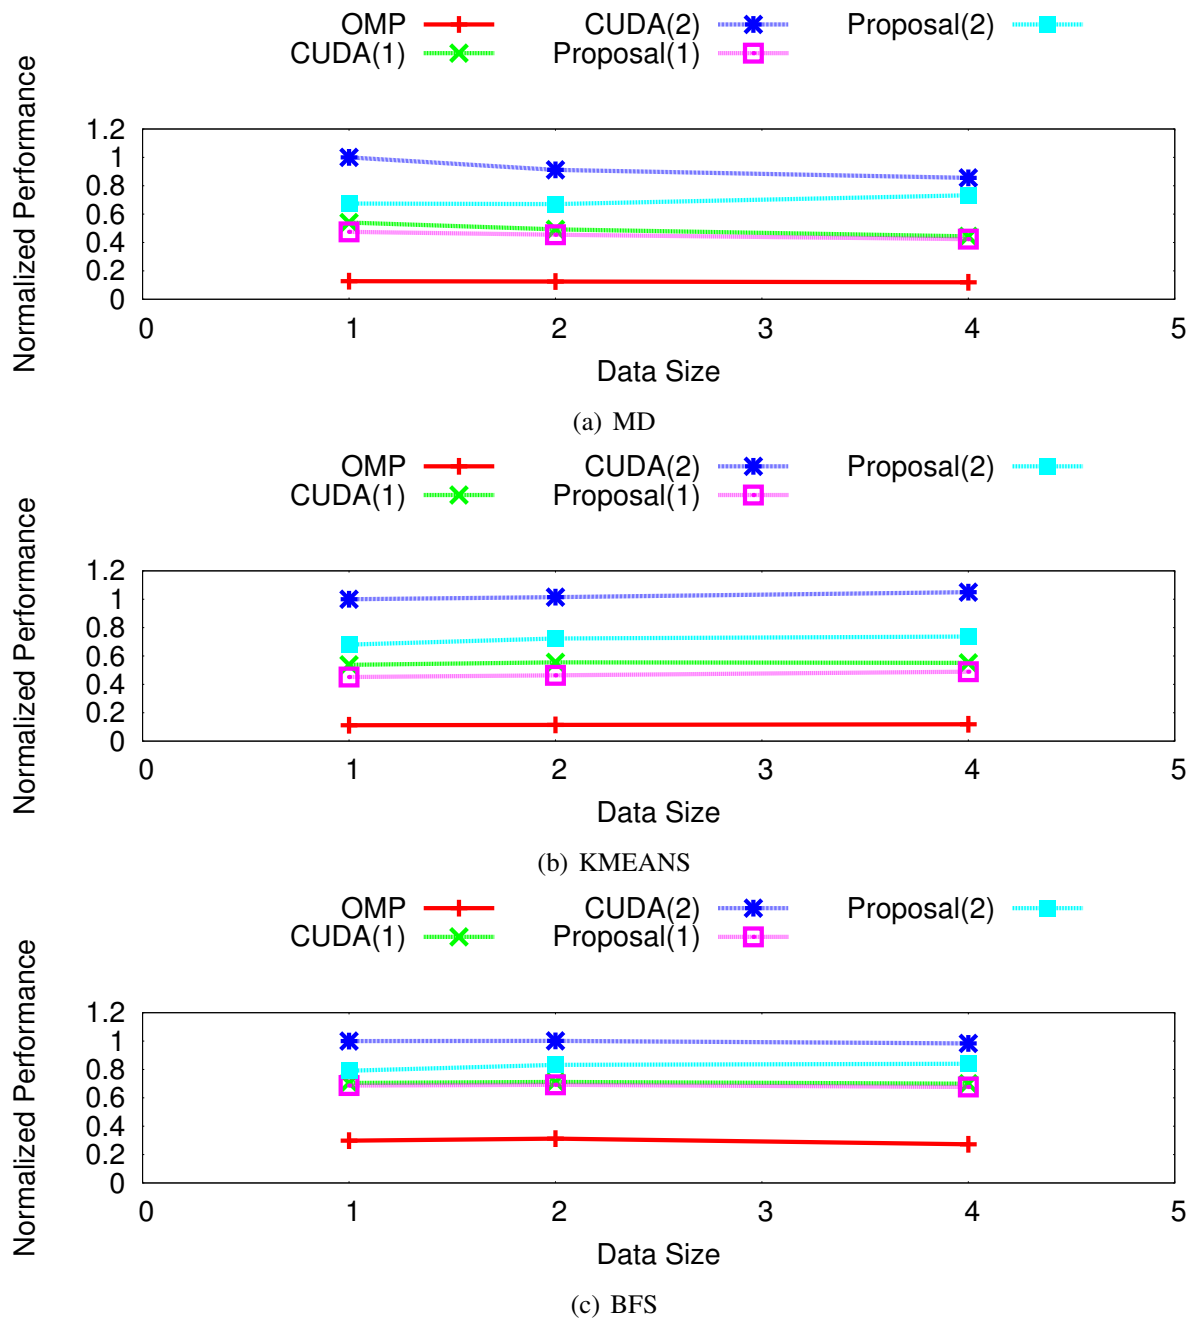 OMP CUDA(2) Proposal(2)
CUDA(1) Proposal(1)
Normalized Performance
1.2
1
0.8
0.6
0.4
0.2
0
0 1 2 3 4 5
Data Size
(a) MD
OMP CUDA(2) Proposal(2)
CUDA(1) Proposal(1)
Normalized Performance
1.2
1
0.8
0.6
0.4
0.2
0
0 1 2 3 4 5
Data Size
(b) KMEANS
OMP CUDA(2) Proposal(2)
CUDA(1) Proposal(1)
Normalized Performance
1.2
1
0.8
0.6
0.4
0.2
0
0 1 2 3 4 5
Data Size
(c) BFS